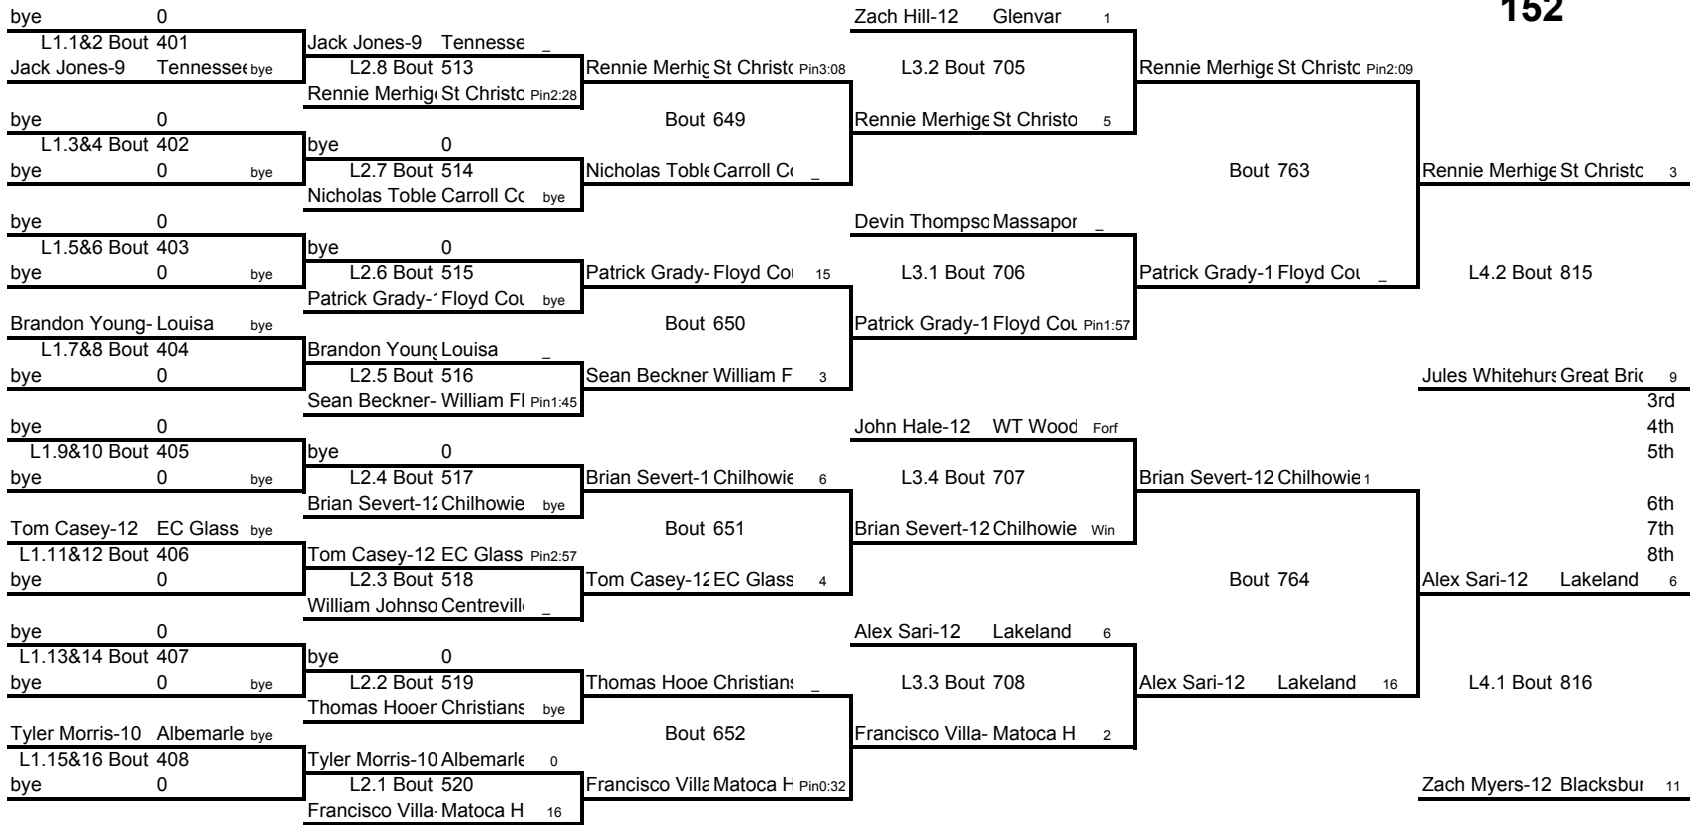 152
bye 0 Zach Hill-12 Glenvar 1
L1.1&2 Bout 401 Jack Jones-9 Tennesse _
Jack Jones-9 Tennessee bye L2.8 Bout 513 Rennie Merhig St Christo Pin3:08 L3.2 Bout 705 Rennie Merhige St Christo Pin2:09
Rennie Merhige St Christo Pin2:28
bye 0 Bout 649 Rennie Merhige St Christo 5
L1.3&4 Bout 402 bye 0
bye 0 bye L2.7 Bout 514 Nicholas Toble Carroll Co _ Bout 763 Rennie Merhige St Christo 3
Nicholas Toble Carroll Co bye
bye 0 Devin Thompso Massapor _
L1.5&6 Bout 403 bye 0
bye 0 bye L2.6 Bout 515 Patrick Grady- Floyd Cou 15 L3.1 Bout 706 Patrick Grady-1 Floyd Cou _ L4.2 Bout 815
Patrick Grady-1 Floyd Cou bye
Brandon Young- Louisa bye Bout 650 Patrick Grady-1 Floyd Cou Pin1:57
L1.7&8 Bout 404 Brandon Young Louisa _
bye 0 L2.5 Bout 516 Sean Beckner William F 3 Jules Whitehurs Great Bric 9
Sean Beckner- William Fl Pin1:45 3rd
bye 0 John Hale-12 WT Wood Forf 4th
L1.9&10 Bout 405 bye 0 5th
bye 0 bye L2.4 Bout 517 Brian Severt-1 Chilhowie 6 L3.4 Bout 707 Brian Severt-12 Chilhowie 1
Brian Severt-12 Chilhowie bye 6th
Tom Casey-12 EC Glass bye Bout 651 Brian Severt-12 Chilhowie Win 7th
L1.11&12 Bout 406 Tom Casey-12 EC Glass Pin2:57 8th
bye 0 L2.3 Bout 518 Tom Casey-12 EC Glass 4 Bout 764 Alex Sari-12 Lakeland 6
William Johnso Centreville _
bye 0 Alex Sari-12 Lakeland 6
L1.13&14 Bout 407 bye 0
bye 0 bye L2.2 Bout 519 Thomas Hooe Christians _ L3.3 Bout 708 Alex Sari-12 Lakeland 16 L4.1 Bout 816
Thomas Hooer Christians bye
Tyler Morris-10 Albemarle bye Bout 652 Francisco Villa- Matoca H 2
L1.15&16 Bout 408 Tyler Morris-10 Albemarle 0
bye 0 L2.1 Bout 520 Francisco Villa Matoca H Pin0:32 Zach Myers-12 Blacksbur 11
Francisco Villa- Matoca H 16